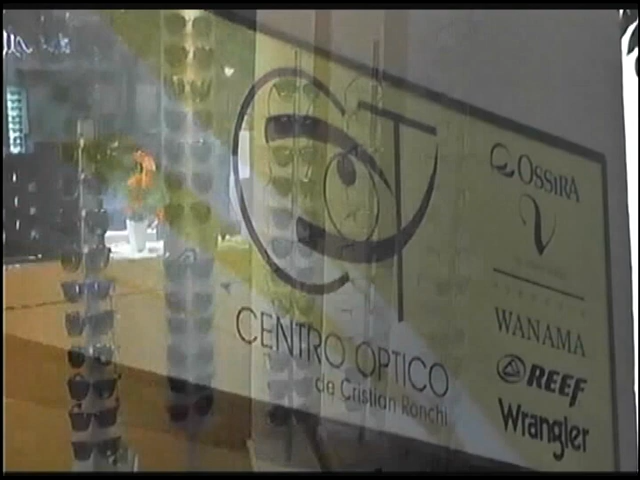 CENTRO OPTICO
de Cristian Ronchi
OSSIRA
WANAMA
REEF
Wrangler